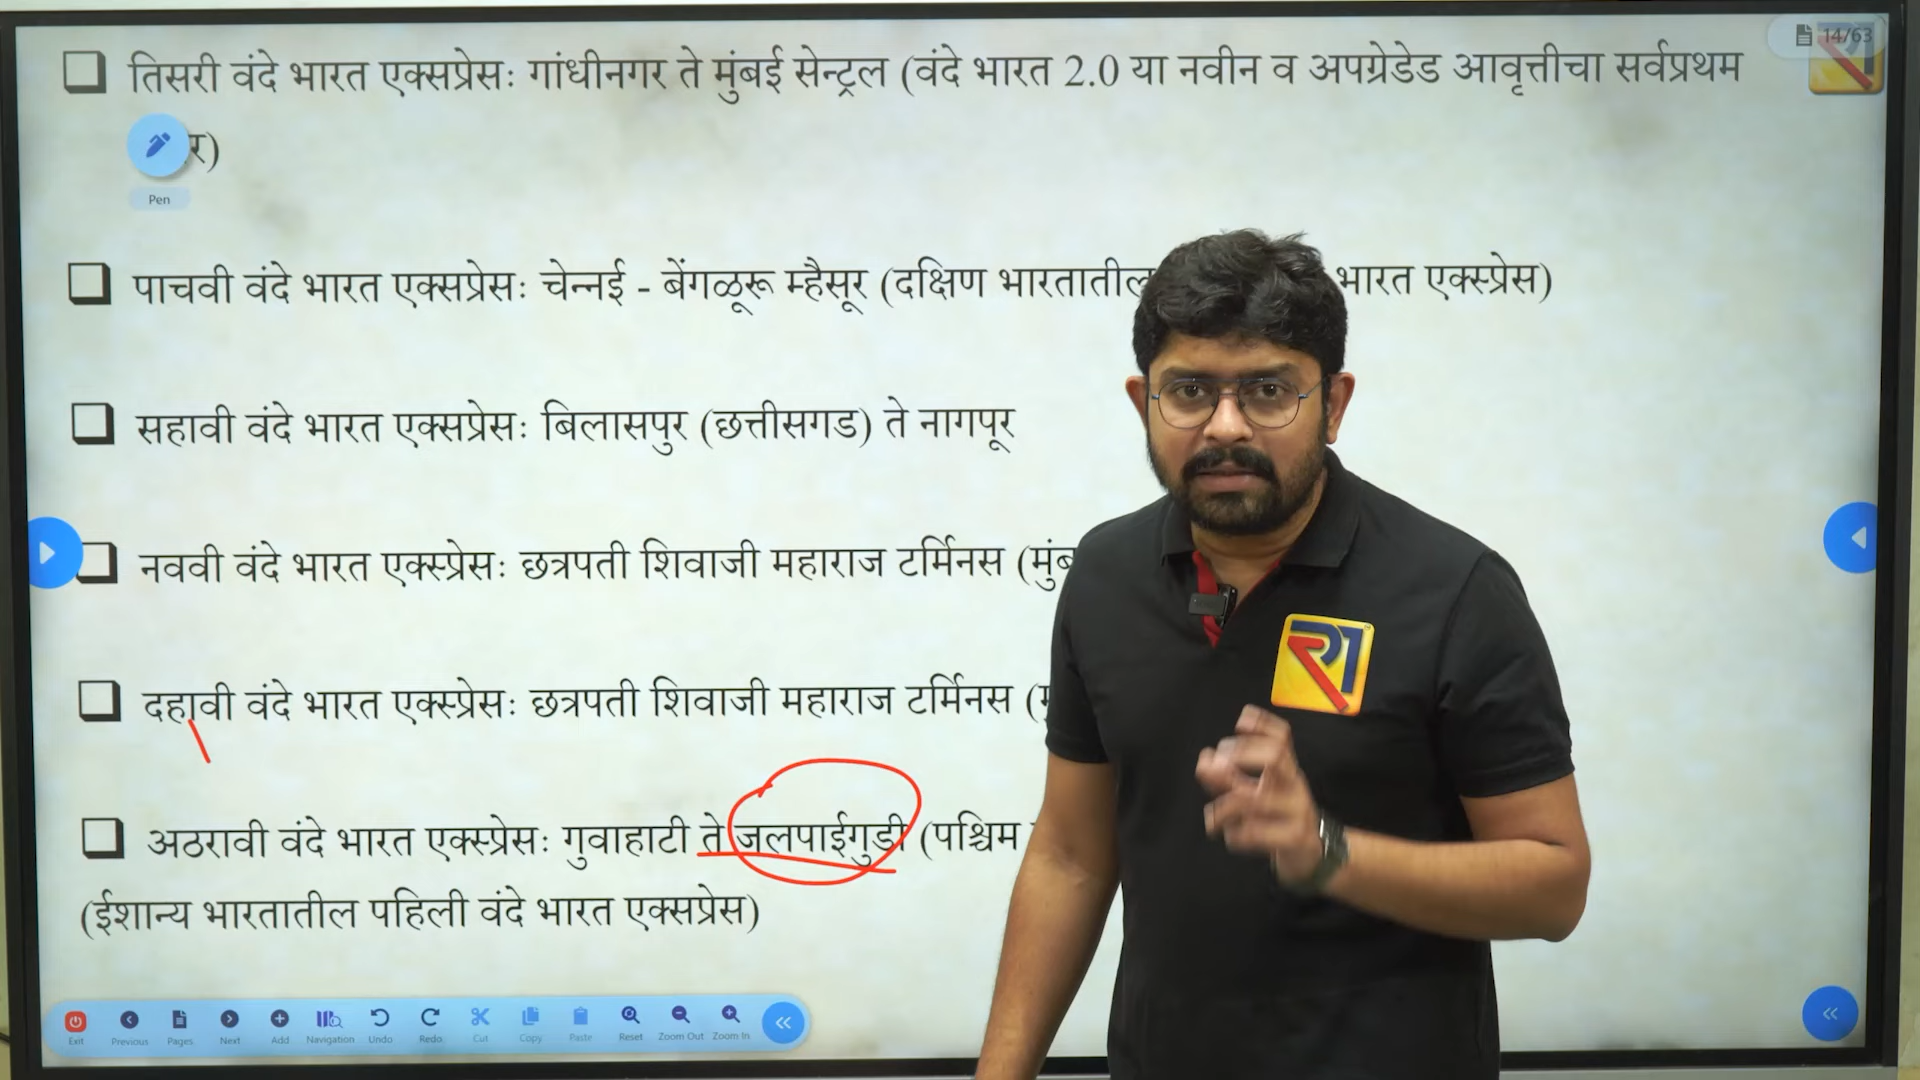 तिसरी वंदे भारत एक्सप्रेसः गांधीनगर ते मुंबई सेन्ट्रल (वंदे भारत 2.0 या नवीन व अपग्रेडेड आवृत्तीचा सर्वप्रथम
14/63
Pen
पाचवी वंदे भारत एक्सप्रेसः चेन्नई - बेंगळूरू म्हैसूर (दक्षिण भारतातील भारत एक्स्प्रेस)
सहावी वंदे भारत एक्सप्रेसः बिलासपुर (छत्तीसगड) ते नागपूर
नववी वंदे भारत एक्स्प्रेसः छत्रपती शिवाजी महाराज टर्मिनस
दहावी वंदे भारत एक्स्प्रेसः छत्रपती शिवाजी महाराज टर्मिनस
अठरावी वंदे भारत एक्स्प्रेसः गुवाहाटी ते जलपाईगुडी (पश्चिम
(ईशान्य भारतातील पहिली वंदे भारत एक्सप्रेस)
Exit Previous Pages Next Add Navigation Undo Redo Cut Copy Paste Reset Zoom Out Zoom In